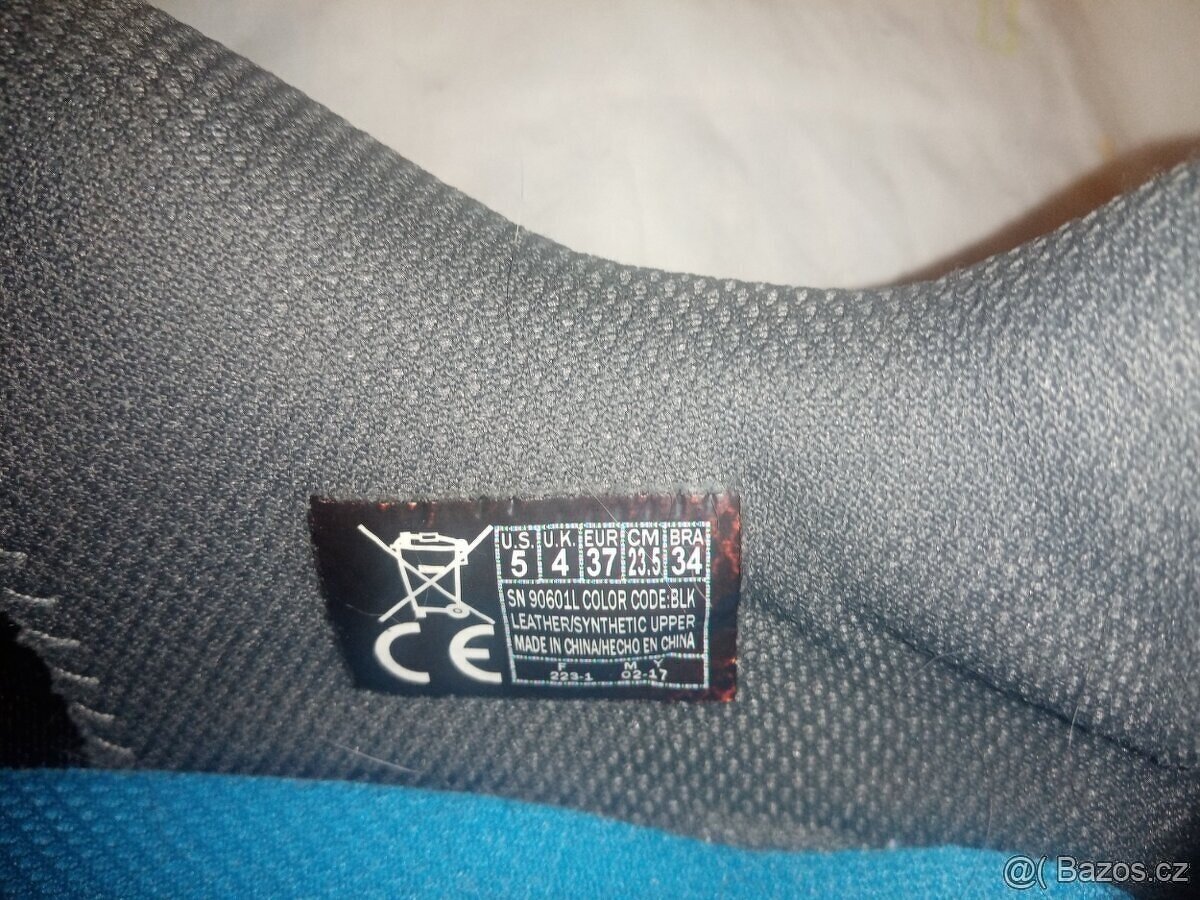 U.S. U.K. EUR CM BRA
5 4 37 23.5 34
SN 90601L COLOR CODE:BLK
LEATHER/SYNTHETIC UPPER
MADE IN CHINA/HECHO EN CHINA
F M Y
223-1 02-17
CE
@( Bazos.cz